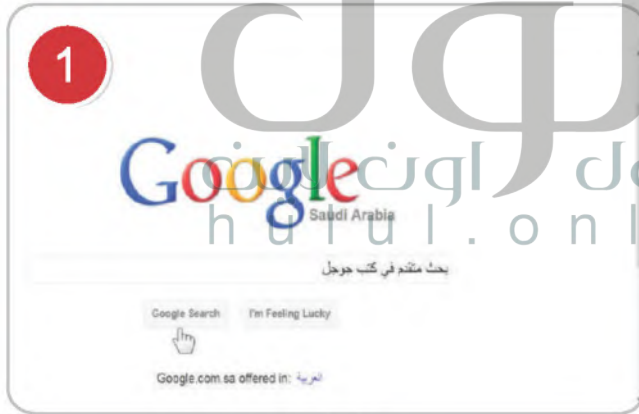 1
Google
Saudi Arabia
بحث متقدم في كتب جوجل
Google Search I'm Feeling Lucky
Google.com.sa offered in: العربية
حلول اون لاين
hulul.onl